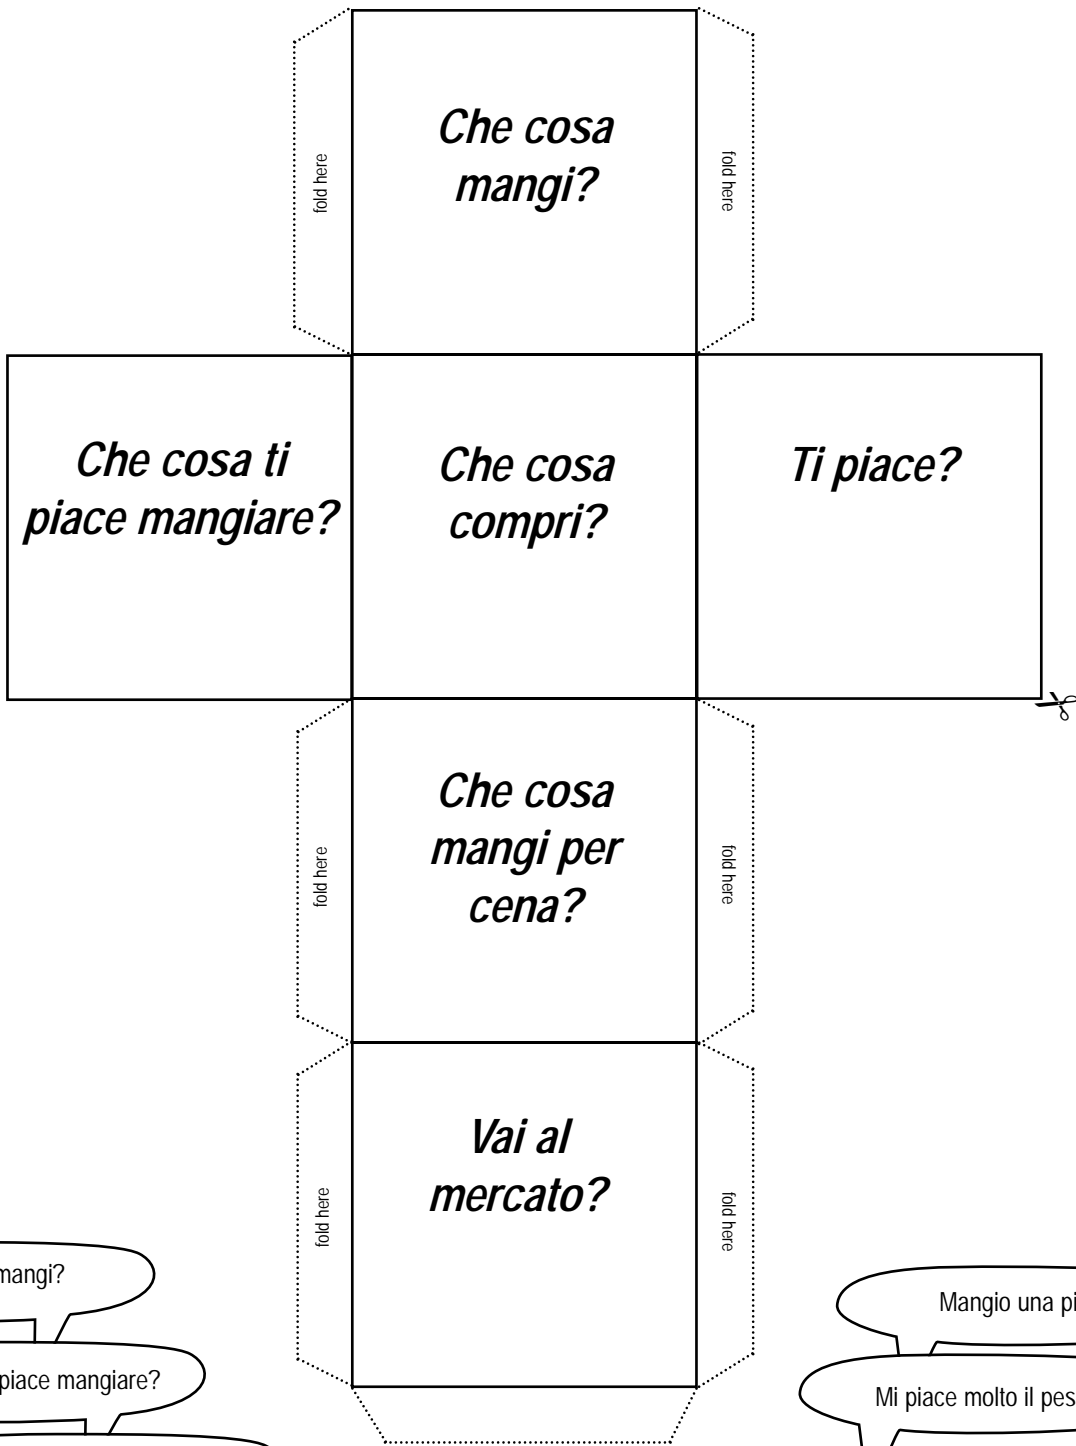 Che cosa
mangi?
fold here
fold here
Che cosa ti
piace mangiare?
Che cosa
compri?
Ti piace?
Che cosa
mangi per
cena?
fold here
fold here
Vai al
mercato?
fold here
fold here
mangi?
piace mangiare?
Mangio una
Mi piace molto il